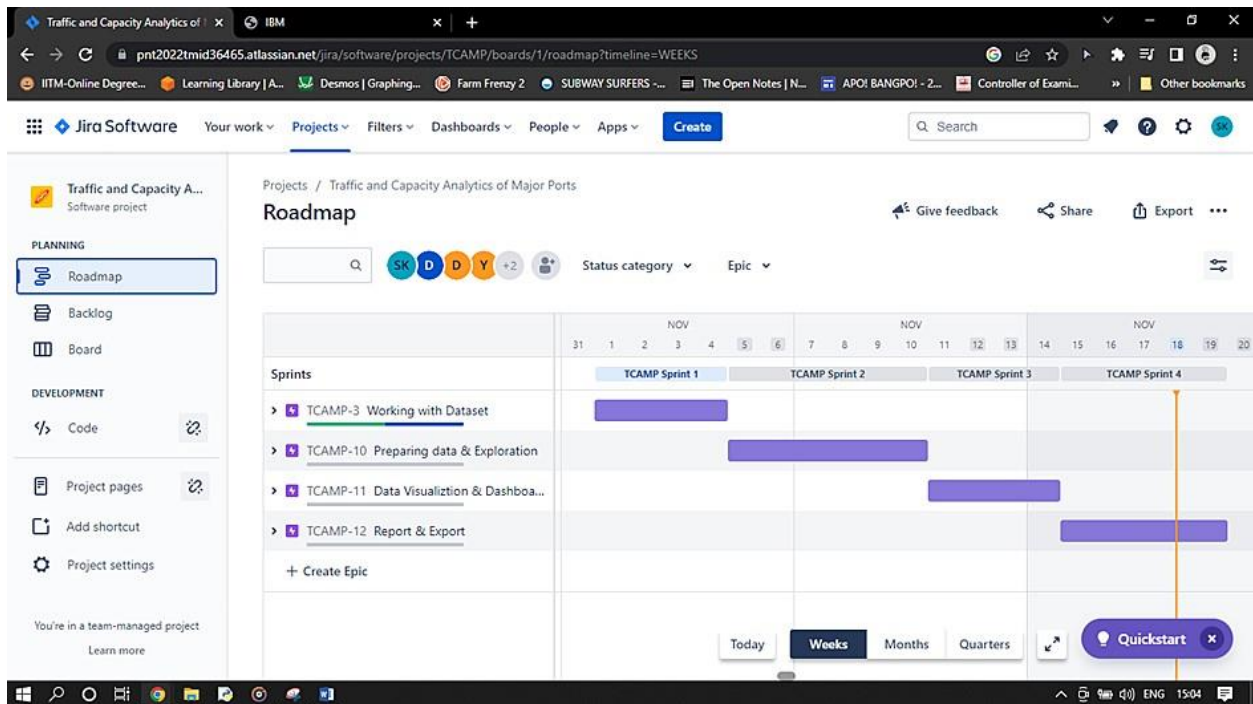 Traffic and Capacity Analytics of
IBM
pnt2022tmid36465.atlassian.net/jira/software/projects/TCAMP/boards/1/roadmap?timeline=WEEKS
IITM-Online Degree... Learning Library | A... Desmos | Graphing... Farm Frenzy 2 SUBWAY SURFERS -... The Open Notes | N... APO! BANGPO! - 2... Controller of Exami... » Other bookmarks
Jira Software Your work Projects Filters Dashboards People Apps Create Search SK
Traffic and Capacity A...
Software project
PLANNING
Roadmap
Backlog
Board
DEVELOPMENT
Code
Project pages
Add shortcut
Project settings
You're in a team-managed project
Learn more
Projects / Traffic and Capacity Analytics of Major Ports
Roadmap
Give feedback Share Export
SK D D Y +2 Status category Epic
NOV NOV NOV
31 1 2 3 4 5 6 7 8 9 10 11 12 13 14 15 16 17 18 19 20
Sprints TCAMP Sprint 1 TCAMP Sprint 2 TCAMP Sprint 3 TCAMP Sprint 4
TCAMP-3 Working with Dataset
TCAMP-10 Preparing data & Exploration
TCAMP-11 Data Visualiztion & Dashboa...
TCAMP-12 Report & Export
+ Create Epic
Today Weeks Months Quarters
Quickstart
ENG 15:04